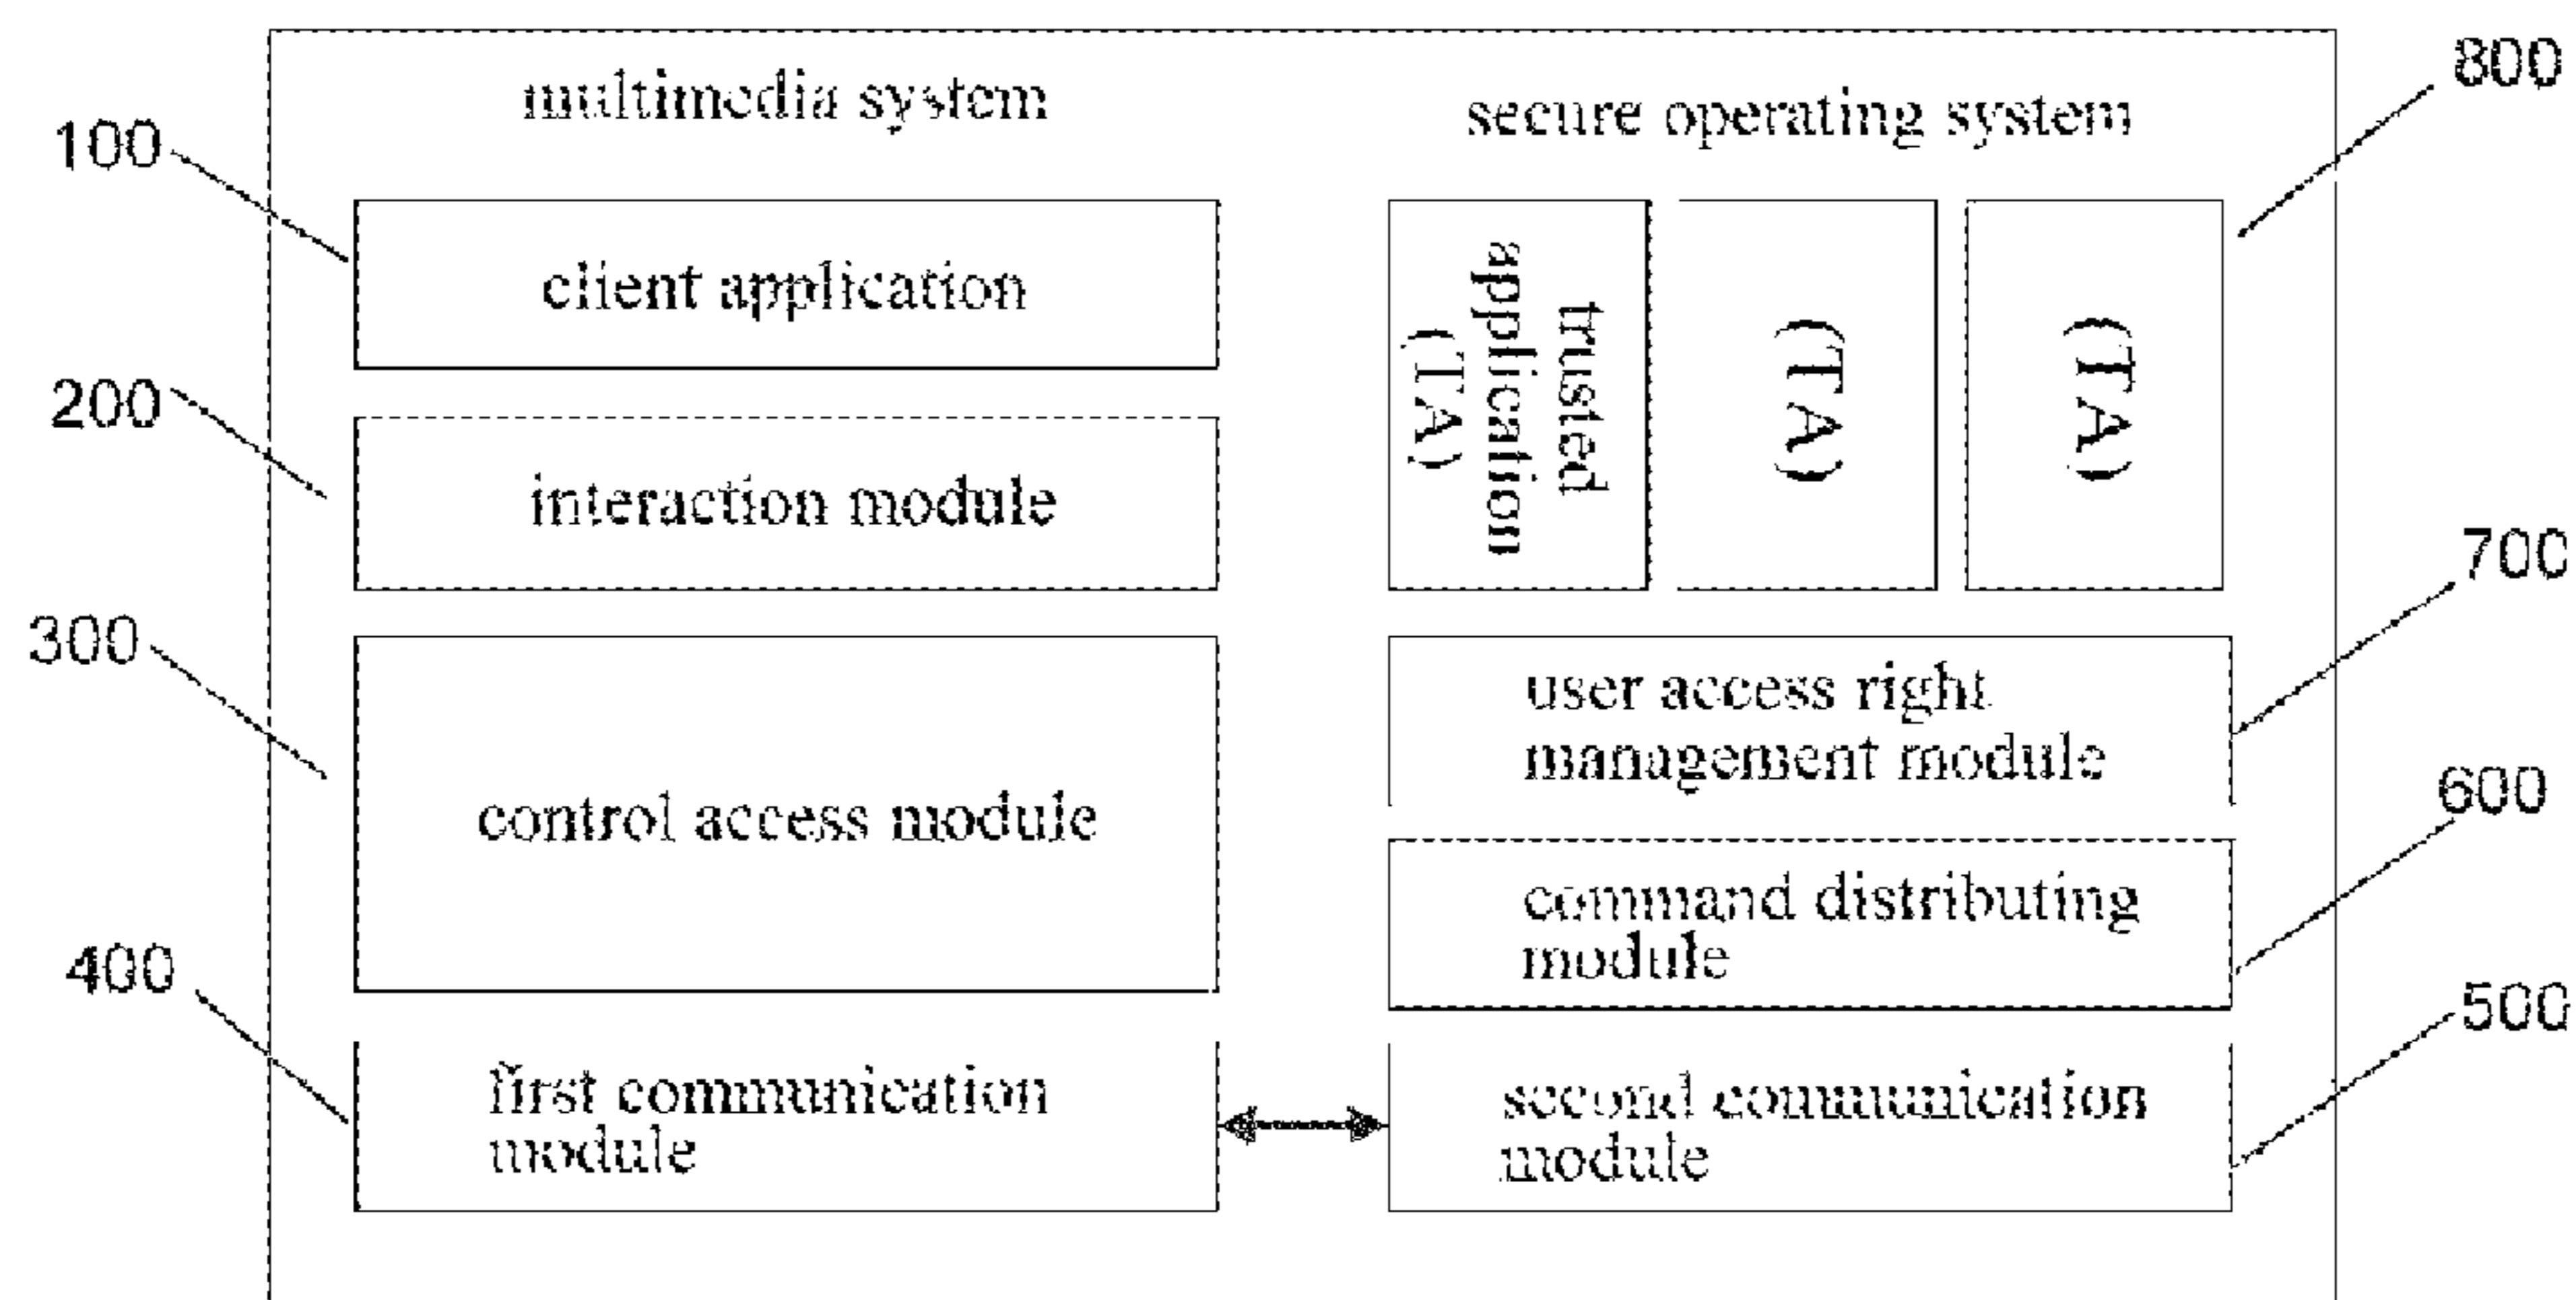 multimedia system
secure operating system
800
100
client application
trusted
application
(TA)
(TA)
(TA)
200
interaction module
700
300
control access module
user access right
management module
600
command distributing
module
400
500
first communication
module
second communication
module